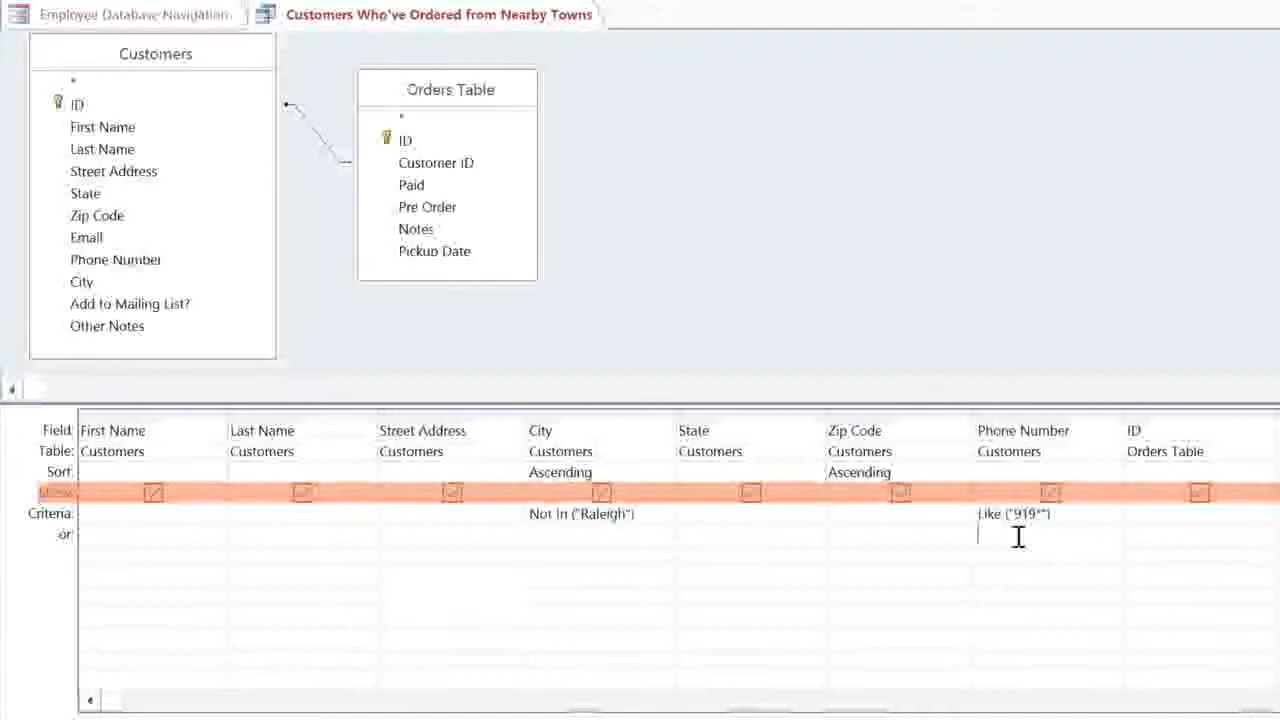 Employee Database Navigation
Customers Who've Ordered from Nearby Towns
Customers
*
ID
First Name
Last Name
Street Address
State
Zip Code
Email
Phone Number
City
Add to Mailing List?
Other Notes
Orders Table
*
ID
Customer ID
Paid
Pre Order
Notes
Pickup Date
Field: First Name Last Name Street Address City State Zip Code Phone Number ID
Table: Customers Customers Customers Customers Customers Customers Customers Orders Table
Sort: Ascending Ascending
Show:
Criteria: Not In ("Raleigh") Like ("919*")
or: